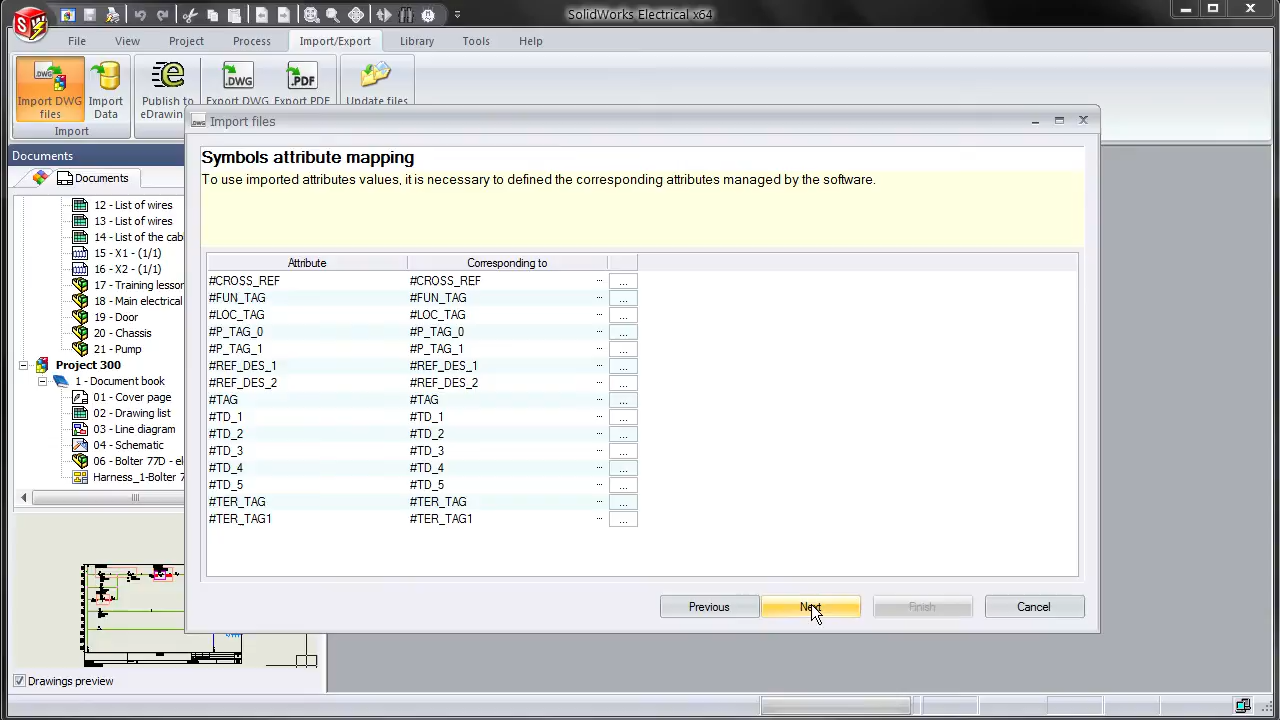 SolidWorks Electrical x64
File View Project Process Import/Export Library Tools Help
Import DWG files
Import Data
Publish to eDrawin
Export DWG
Export PDF
Update files
Import
Documents
Documents
12 - List of wires
13 - List of wires
14 - List of the cab
15 - X1 - (1/1)
16 - X2 - (1/1)
17 - Training lesson
18 - Main electrical
19 - Door
20 - Chassis
21 - Pump
Project 300
1 - Document book
01 - Cover page
02 - Drawing list
03 - Line diagram
04 - Schematic
06 - Bolter 77D - el
Harness_1-Bolter 7
Drawings preview
Import files
Symbols attribute mapping
To use imported attributes values, it is necessary to defined the corresponding attributes managed by the software.
Attribute Corresponding to
#CROSS_REF #CROSS_REF ... ...
#FUN_TAG #FUN_TAG ... ...
#LOC_TAG #LOC_TAG ... ...
#P_TAG_0 #P_TAG_0 ... ...
#P_TAG_1 #P_TAG_1 ... ...
#REF_DES_1 #REF_DES_1 ... ...
#REF_DES_2 #REF_DES_2 ... ...
#TAG #TAG ... ...
#TD_1 #TD_1 ... ...
#TD_2 #TD_2 ... ...
#TD_3 #TD_3 ... ...
#TD_4 #TD_4 ... ...
#TD_5 #TD_5 ... ...
#TER_TAG #TER_TAG ... ...
#TER_TAG1 #TER_TAG1 ... ...
Previous Next Finish Cancel